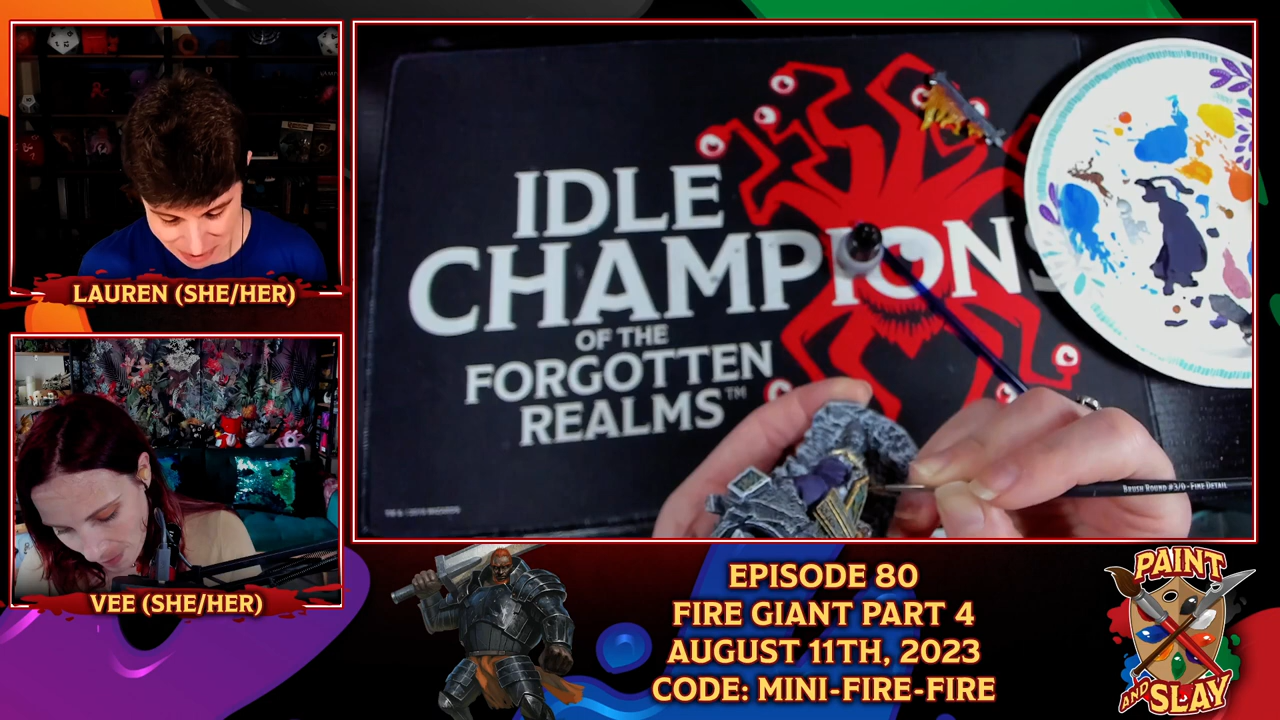 LAUREN (SHE/HER)
VEE (SHE/HER)
IDLE
CHAMPIONS
OF THE
FORGOTTEN
REALMS™
BRUSH ROUND #3/0 - FINE DETAIL
EPISODE 80
FIRE GIANT PART 4
AUGUST 11TH, 2023
CODE: MINI-FIRE-FIRE
PAINT
AND SLAY